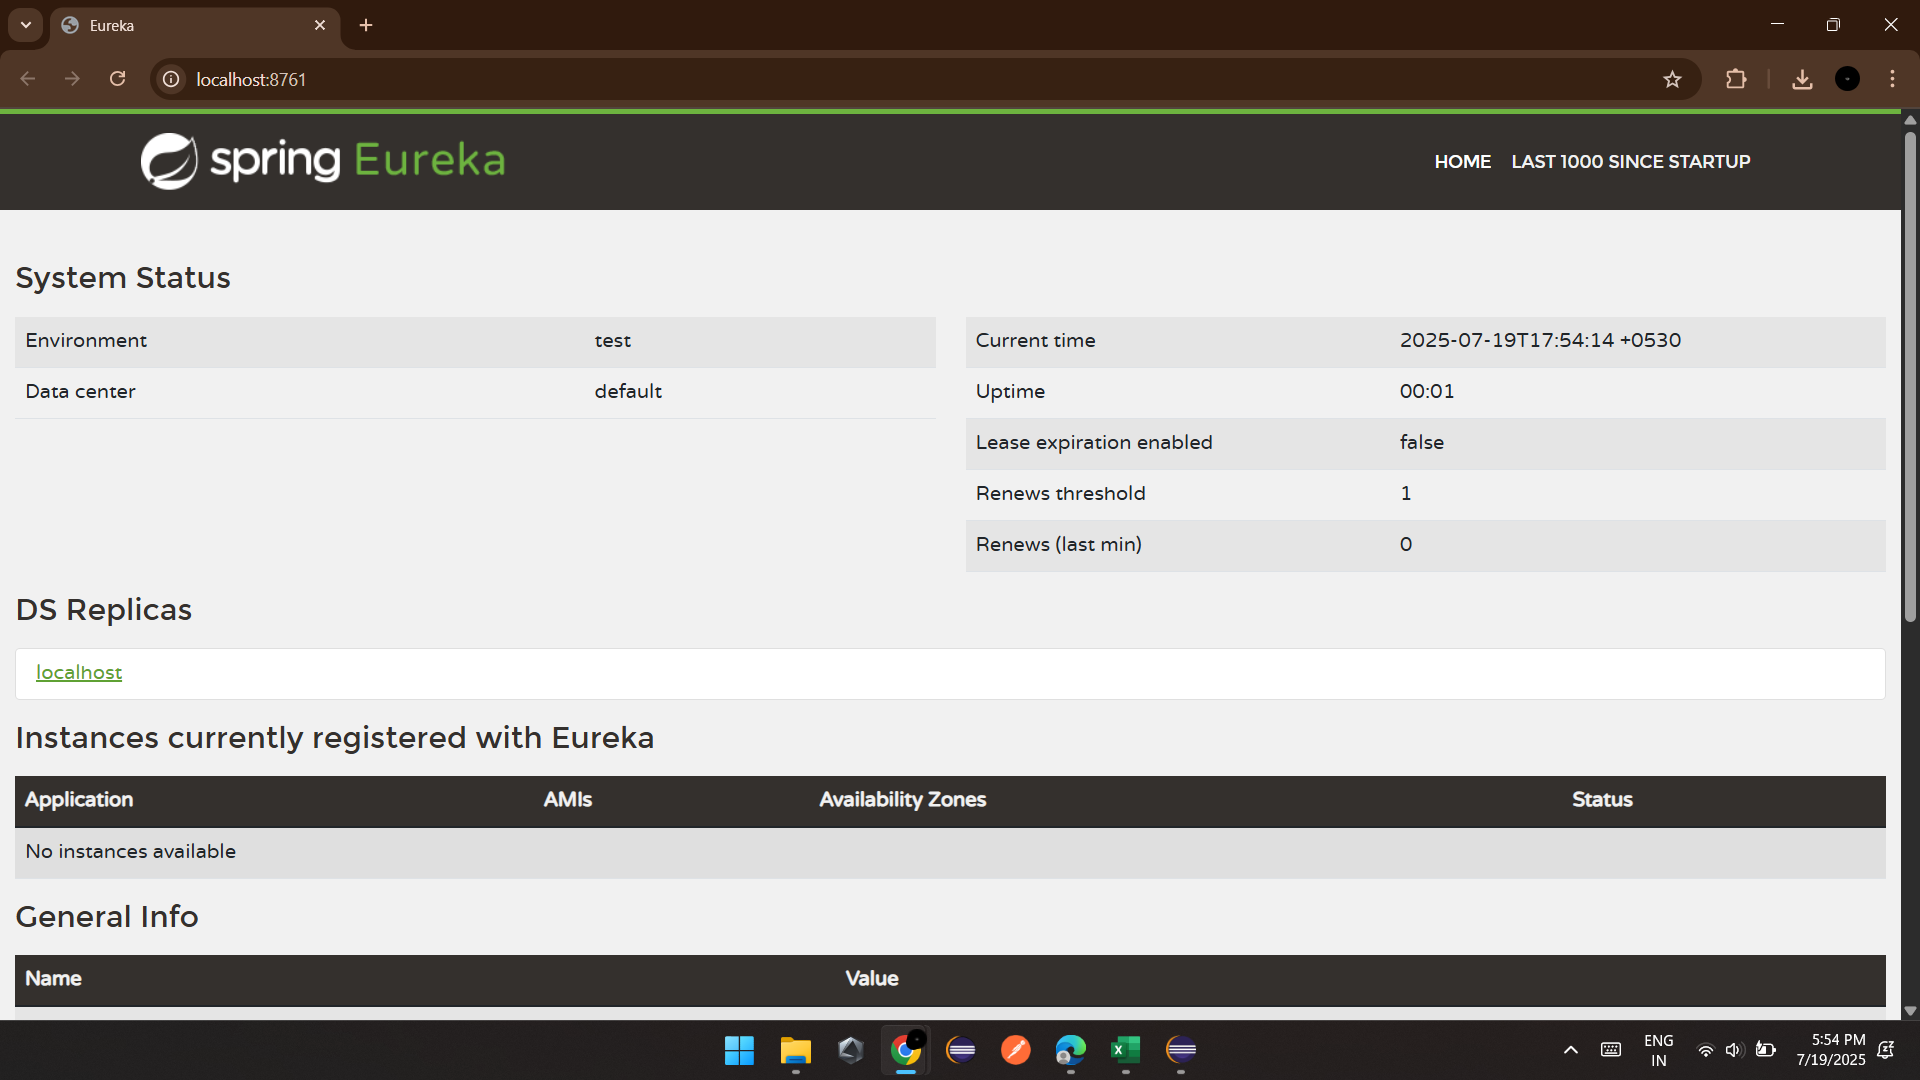 Eureka
localhost:8761
spring Eureka
HOME LAST 1000 SINCE STARTUP
System Status
Environment test
Data center default
Current time 2025-07-19T17:54:14 +0530
Uptime 00:01
Lease expiration enabled false
Renews threshold 1
Renews (last min) 0
DS Replicas
localhost
Instances currently registered with Eureka
Application AMIs Availability Zones Status
No instances available
General Info
Name Value
ENG
IN
5:54 PM
7/19/2025